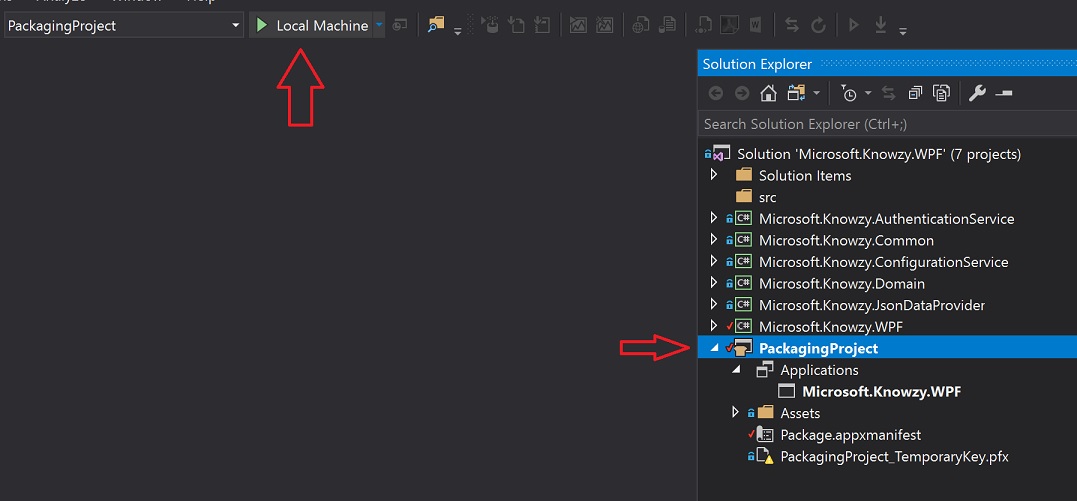 PackagingProject
Local Machine
Solution Explorer
Search Solution Explorer (Ctrl+;)
Solution 'Microsoft.Knowzy.WPF' (7 projects)
Solution Items
src
C# Microsoft.Knowzy.AuthenticationService
C# Microsoft.Knowzy.Common
C# Microsoft.Knowzy.ConfigurationService
C# Microsoft.Knowzy.Domain
C# Microsoft.Knowzy.JsonDataProvider
C# Microsoft.Knowzy.WPF
PackagingProject
Applications
Microsoft.Knowzy.WPF
Assets
Package.appxmanifest
PackagingProject_TemporaryKey.pfx